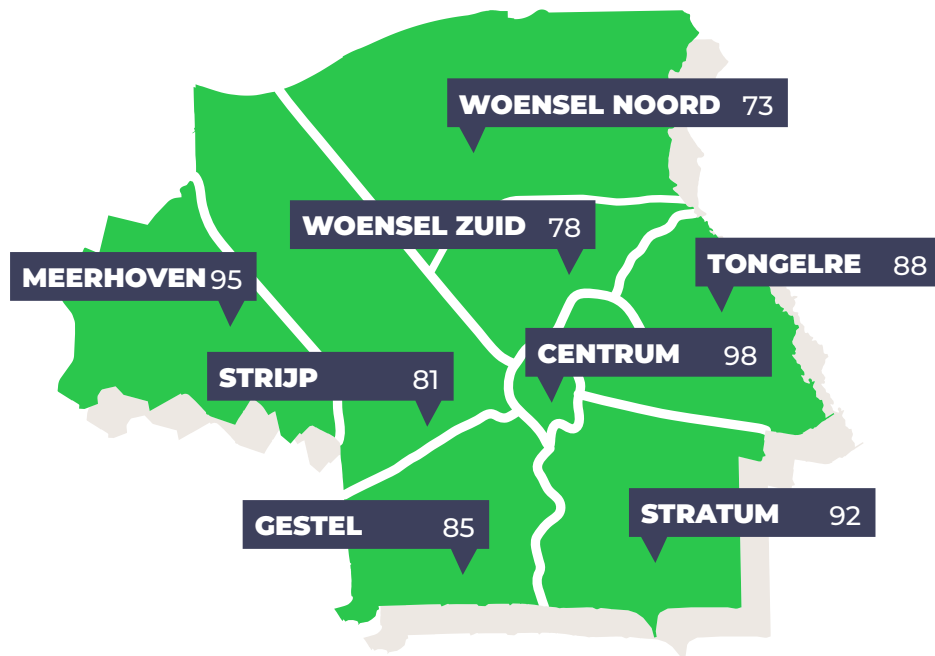 WOENSEL NOORD 73
WOENSEL ZUID 78
TONGELRE 88
MEERHOVEN 95
CENTRUM 98
STRIJP 81
STRATUM 92
GESTEL 85